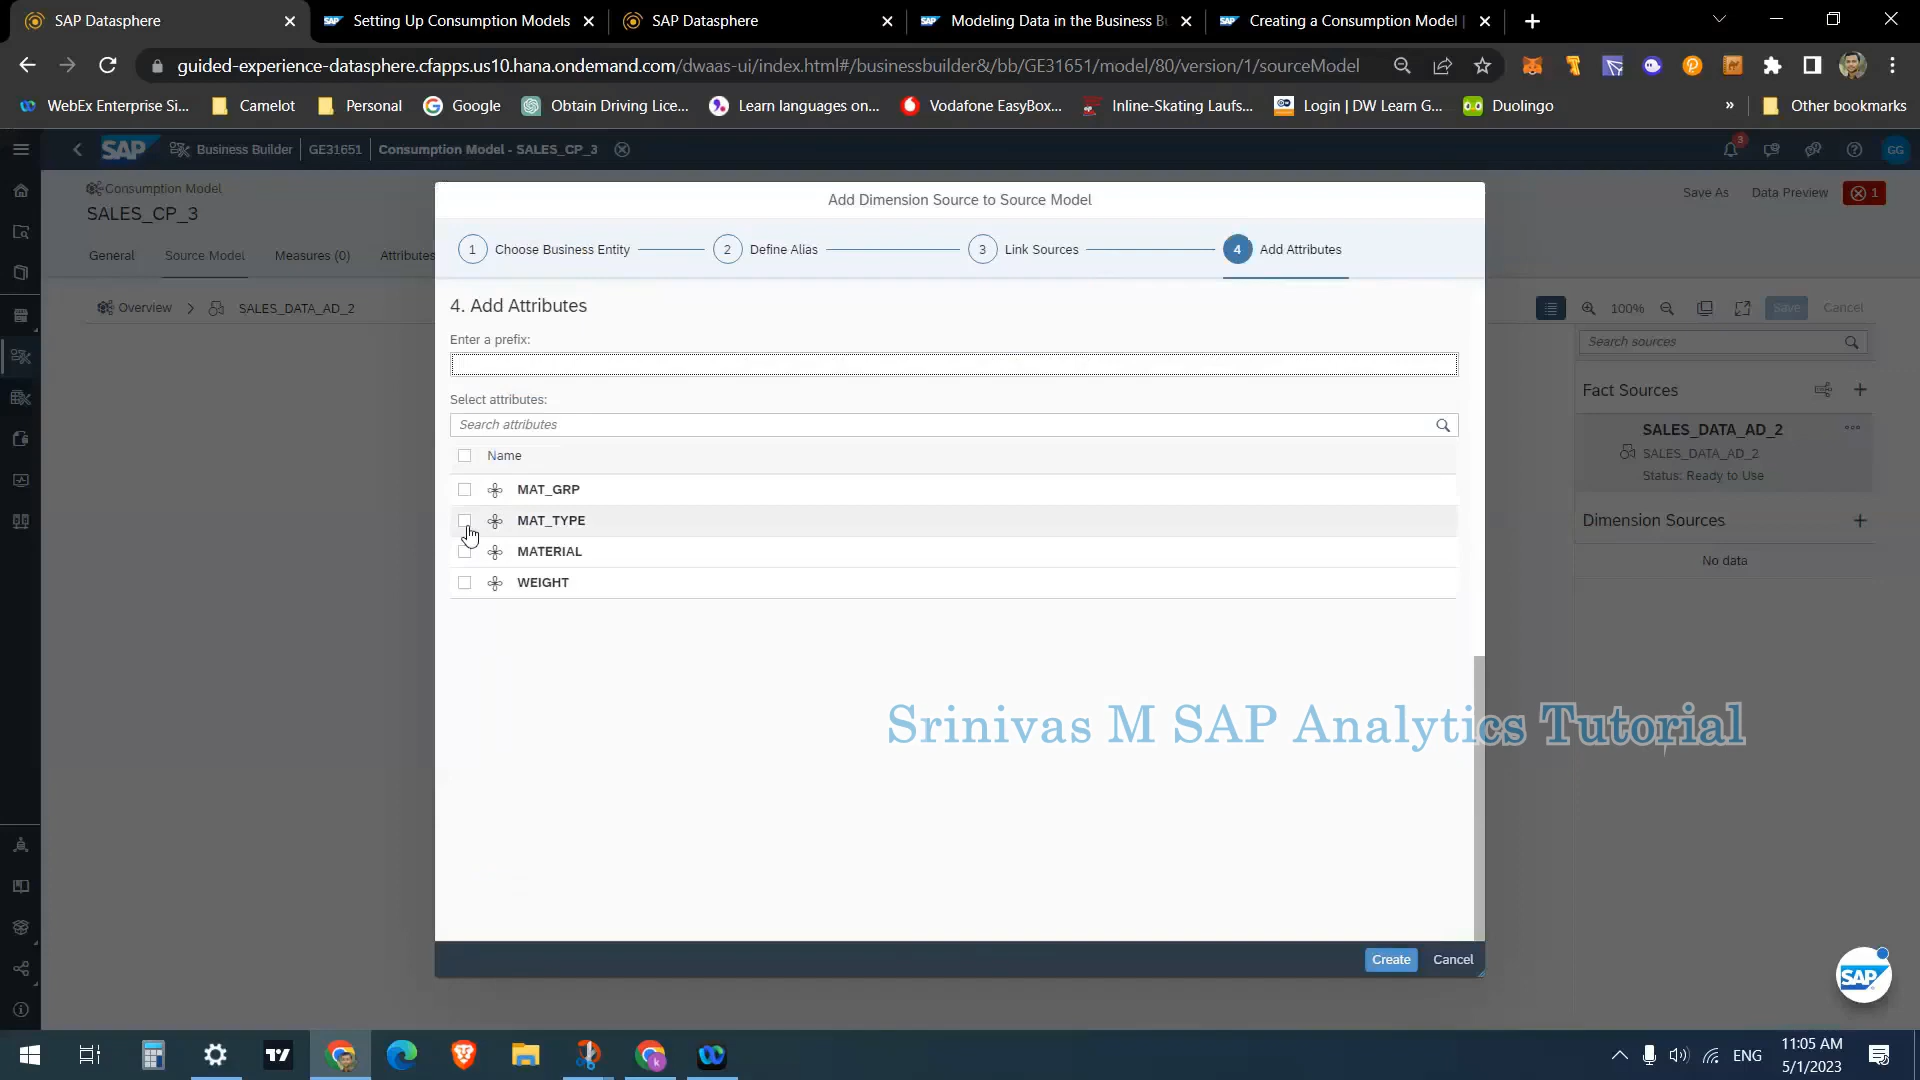 SAP Datasphere
Setting Up Consumption Models
SAP Datasphere
Modeling Data in the Business B
Creating a Consumption Model |
guided-experience-datasphere.cfapps.us10.hana.ondemand.com/dwaas-ui/index.html#/businessbuilder&/bb/GE31651/model/80/version/1/sourceModel
WebEx Enterprise Si...
Camelot
Personal
Google
Obtain Driving Lice...
Learn languages on...
Vodafone EasyBox...
Inline-Skating Laufs...
Login | DW Learn G...
Duolingo
»
Other bookmarks
SAP
Business Builder
GE31651
Consumption Model - SALES_CP_3
3
GG
Consumption Model
SALES_CP_3
Save As
Data Preview
1
General
Source Model
Measures (0)
Attributes
Overview
SALES_DATA_AD_2
100%
Save
Cancel
Add Dimension Source to Source Model
1 Choose Business Entity
2 Define Alias
3 Link Sources
4 Add Attributes
4. Add Attributes
Enter a prefix:
Select attributes:
Search attributes
Name
MAT_GRP
MAT_TYPE
MATERIAL
WEIGHT
Create
Cancel
Search sources
Fact Sources
SALES_DATA_AD_2
SALES_DATA_AD_2
Status: Ready to Use
Dimension Sources
No data
Srinivas M SAP Analytics Tutorial
SAP
ENG
11:05 AM
5/1/2023